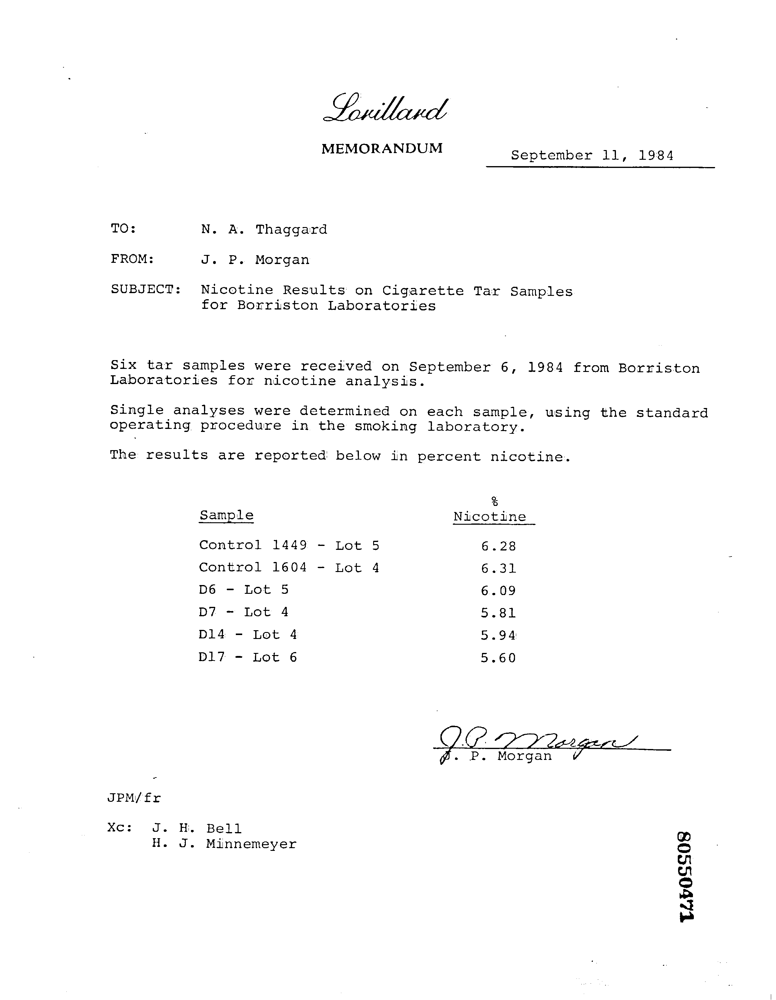 Lorillard
MEMORANDUM
September 11, 1984
TO: N. A. Thaggard
FROM: J. P. Morgan
SUBJECT: Nicotine Results on Cigarette Tar Samples
for Borriston Laboratories
Six tar samples were received on September 6, 1984 from Borriston
Laboratories for nicotine analysis.
Single analyses were determined on each sample, using the standard
operating procedure in the smoking laboratory.
The results are reported below in percent nicotine.
%
Sample Nicotine
Control 1449 - Lot 5 6.28
Control 1604 - Lot 4 6.31
D6 - Lot 5 6.09
D7 - Lot 4 5.81
D14 - Lot 4 5.94
D17 - Lot 6 5.60
J.P. Morgan
J. P. Morgan
JPM/fr
Xc: J. H. Bell
H. J. Minnemeyer
80550471